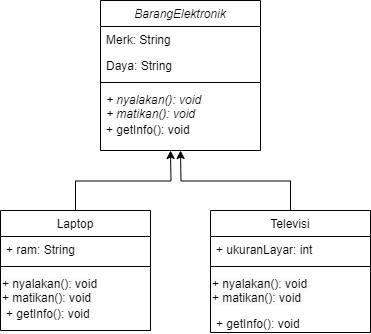 BarangElektronik
Merk: String
Daya: String
+ nyalakan(): void
+ matikan(): void
+ getInfo(): void
Laptop
+ ram: String
+ nyalakan(): void
+ matikan(): void
+ getInfo(): void
Televisi
+ ukuranLayar: int
+ nyalakan(): void
+ matikan(): void
+ getInfo(): void